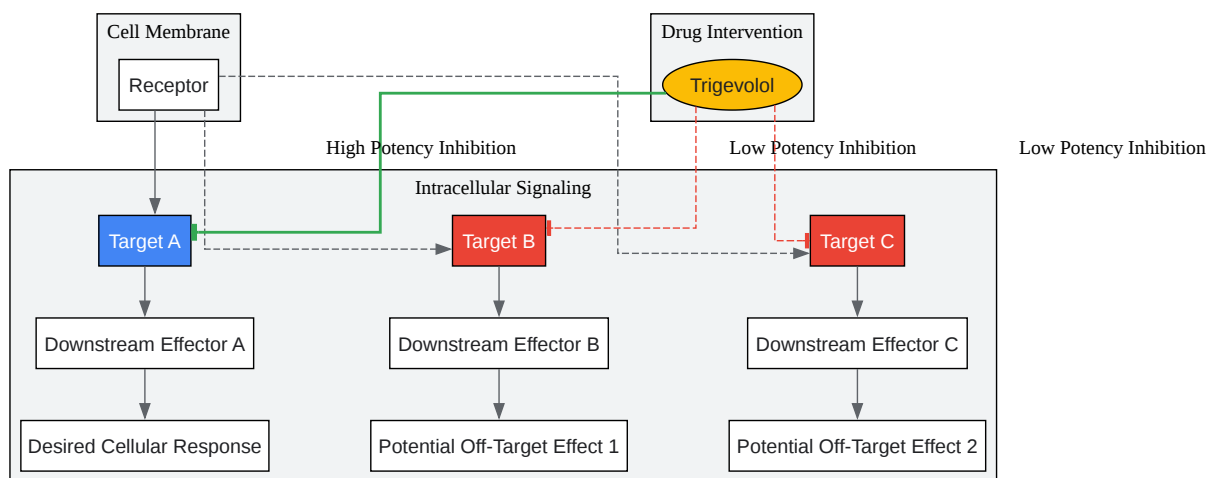 Cell Membrane
Drug Intervention
Receptor
Trigevolol
High Potency Inhibition
Low Potency Inhibition
Low Potency Inhibition
Intracellular Signaling
Target A
Target B
Target C
Downstream Effector A
Downstream Effector B
Downstream Effector C
Desired Cellular Response
Potential Off-Target Effect 1
Potential Off-Target Effect 2